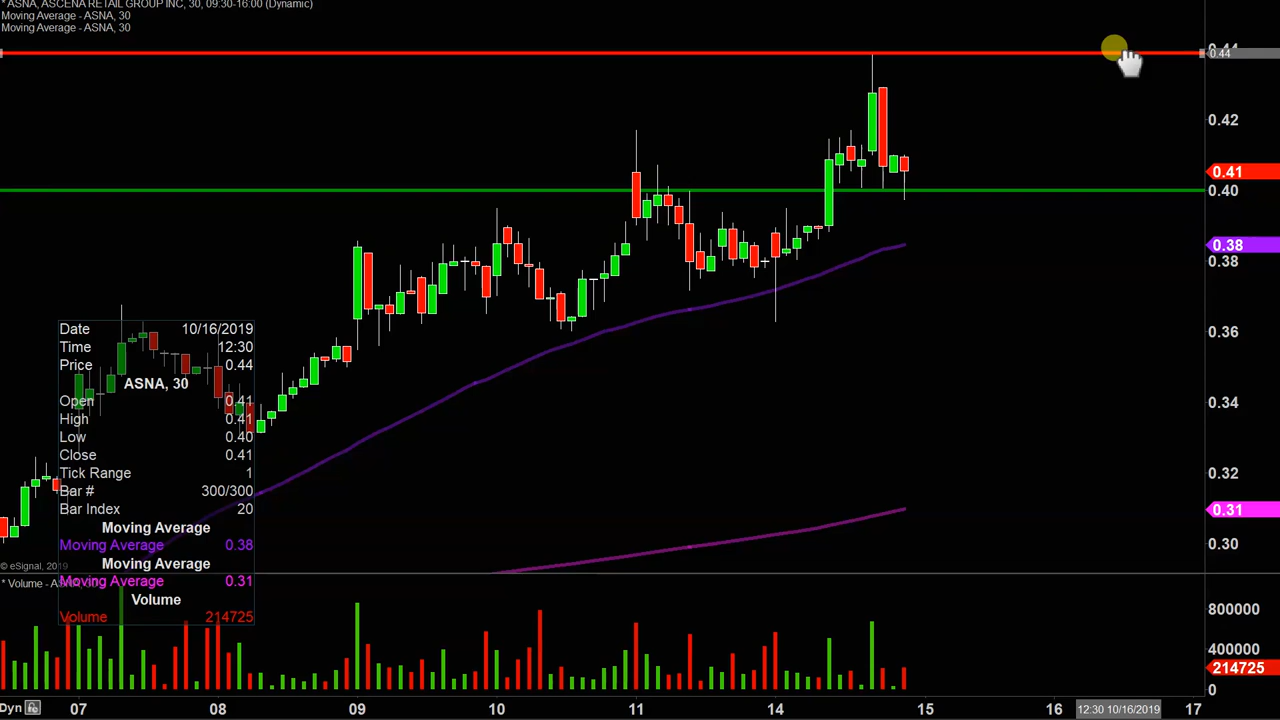 * ASNA, ASCENA RETAIL GROUP INC, 30, 09:30-16:00 (Dynamic)
Moving Average - ASNA, 30
Moving Average - ASNA, 30
0.44
0.44
0.42
0.41
0.40
0.38
0.38
0.36
0.34
0.32
0.31
0.30
Date 10/16/2019
Time 12:30
Price 0.44
ASNA, 30
Open 0.41
High 0.41
Low 0.40
Close 0.41
Tick Range 1
Bar # 300/300
Bar Index 20
Moving Average
Moving Average 0.38
Moving Average
Moving Average 0.31
Volume
Volume 214725
© eSignal, 2019
* Volume - ASNA, 30
800000
400000
214725
0
Dyn 07 08 09 10 11 14 15 16 12:30 10/16/2019 17